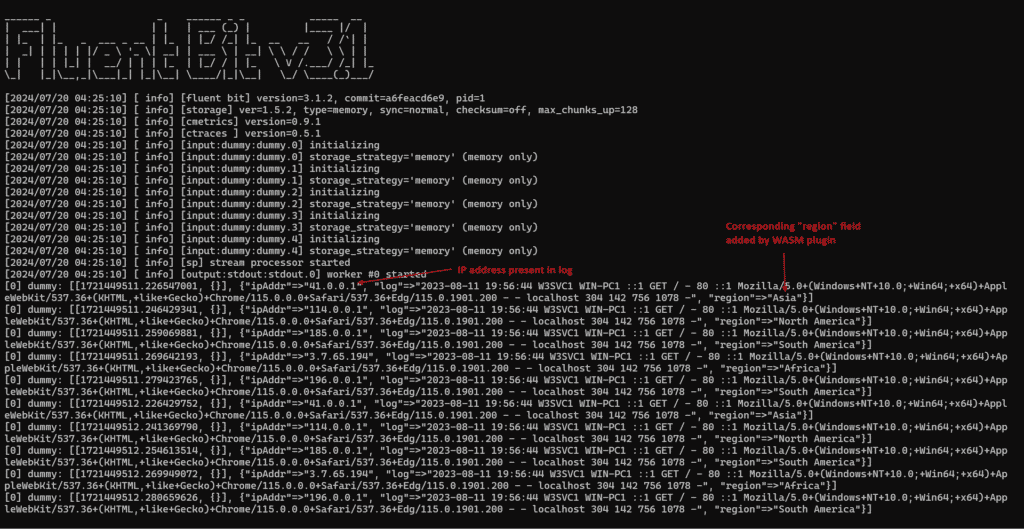 Fluent Bit v3.1
[2024/07/20 04:25:10] [ info] [fluent bit] version=3.1.2, commit=a6feacd6e9, pid=1
[2024/07/20 04:25:10] [ info] [storage] ver=1.5.2, type=memory, sync=normal, checksum=off, max_chunks_up=128
[2024/07/20 04:25:10] [ info] [cmetrics] version=0.9.1
[2024/07/20 04:25:10] [ info] [ctraces ] version=0.5.1
[2024/07/20 04:25:10] [ info] [input:dummy:dummy.0] initializing
[2024/07/20 04:25:10] [ info] [input:dummy:dummy.0] storage_strategy='memory' (memory only)
[2024/07/20 04:25:10] [ info] [input:dummy:dummy.1] initializing
[2024/07/20 04:25:10] [ info] [input:dummy:dummy.1] storage_strategy='memory' (memory only)
[2024/07/20 04:25:10] [ info] [input:dummy:dummy.2] initializing
[2024/07/20 04:25:10] [ info] [input:dummy:dummy.2] storage_strategy='memory' (memory only)
[2024/07/20 04:25:10] [ info] [input:dummy:dummy.3] initializing
[2024/07/20 04:25:10] [ info] [input:dummy:dummy.3] storage_strategy='memory' (memory only)
Corresponding "region" field
added by WASM plugin
[2024/07/20 04:25:10] [ info] [input:dummy:dummy.4] initializing
[2024/07/20 04:25:10] [ info] [input:dummy:dummy.4] storage_strategy='memory' (memory only)
[2024/07/20 04:25:10] [ info] [sp] stream processor started
[2024/07/20 04:25:10] [ info] [output:stdout:stdout.0] worker #0 started
IP address present in log
[0] dummy: [[1721449511.226547001, {}], {"ipAddr"=>"41.0.0.1", "log"=>"2023-08-11 19:56:44 W3SVC1 WIN-PC1 ::1 GET / - 80 ::1 Mozilla/5.0+(Windows+NT+10.0;+Win64;+x64)+Appl
eWebKit/537.36+(KHTML,+like+Gecko)+Chrome/115.0.0.0+Safari/537.36+Edg/115.0.1901.200 - - localhost 304 142 756 1078 -", "region"=>"Asia"}]
[0] dummy: [[1721449511.246429341, {}], {"ipAddr"=>"114.0.0.1", "log"=>"2023-08-11 19:56:44 W3SVC1 WIN-PC1 ::1 GET / - 80 ::1 Mozilla/5.0+(Windows+NT+10.0;+Win64;+x64)+App
leWebKit/537.36+(KHTML,+like+Gecko)+Chrome/115.0.0.0+Safari/537.36+Edg/115.0.1901.200 - - localhost 304 142 756 1078 -", "region"=>"North America"}]
[0] dummy: [[1721449511.259069881, {}], {"ipAddr"=>"185.0.0.1", "log"=>"2023-08-11 19:56:44 W3SVC1 WIN-PC1 ::1 GET / - 80 ::1 Mozilla/5.0+(Windows+NT+10.0;+Win64;+x64)+App
leWebKit/537.36+(KHTML,+like+Gecko)+Chrome/115.0.0.0+Safari/537.36+Edg/115.0.1901.200 - - localhost 304 142 756 1078 -", "region"=>"South America"}]
[0] dummy: [[1721449511.269642193, {}], {"ipAddr"=>"3.7.65.194", "log"=>"2023-08-11 19:56:44 W3SVC1 WIN-PC1 ::1 GET / - 80 ::1 Mozilla/5.0+(Windows+NT+10.0;+Win64;+x64)+Ap
pleWebKit/537.36+(KHTML,+like+Gecko)+Chrome/115.0.0.0+Safari/537.36+Edg/115.0.1901.200 - - localhost 304 142 756 1078 -", "region"=>"Africa"}]
[0] dummy: [[1721449511.279423765, {}], {"ipAddr"=>"196.0.0.1", "log"=>"2023-08-11 19:56:44 W3SVC1 WIN-PC1 ::1 GET / - 80 ::1 Mozilla/5.0+(Windows+NT+10.0;+Win64;+x64)+App
leWebKit/537.36+(KHTML,+like+Gecko)+Chrome/115.0.0.0+Safari/537.36+Edg/115.0.1901.200 - - localhost 304 142 756 1078 -", "region"=>"South America"}]
[0] dummy: [[1721449512.226429752, {}], {"ipAddr"=>"41.0.0.1", "log"=>"2023-08-11 19:56:44 W3SVC1 WIN-PC1 ::1 GET / - 80 ::1 Mozilla/5.0+(Windows+NT+10.0;+Win64;+x64)+Appl
eWebKit/537.36+(KHTML,+like+Gecko)+Chrome/115.0.0.0+Safari/537.36+Edg/115.0.1901.200 - - localhost 304 142 756 1078 -", "region"=>"Asia"}]
[0] dummy: [[1721449512.241369790, {}], {"ipAddr"=>"114.0.0.1", "log"=>"2023-08-11 19:56:44 W3SVC1 WIN-PC1 ::1 GET / - 80 ::1 Mozilla/5.0+(Windows+NT+10.0;+Win64;+x64)+App
leWebKit/537.36+(KHTML,+like+Gecko)+Chrome/115.0.0.0+Safari/537.36+Edg/115.0.1901.200 - - localhost 304 142 756 1078 -", "region"=>"North America"}]
[0] dummy: [[1721449512.254613514, {}], {"ipAddr"=>"185.0.0.1", "log"=>"2023-08-11 19:56:44 W3SVC1 WIN-PC1 ::1 GET / - 80 ::1 Mozilla/5.0+(Windows+NT+10.0;+Win64;+x64)+App
leWebKit/537.36+(KHTML,+like+Gecko)+Chrome/115.0.0.0+Safari/537.36+Edg/115.0.1901.200 - - localhost 304 142 756 1078 -", "region"=>"South America"}]
[0] dummy: [[1721449512.269949072, {}], {"ipAddr"=>"3.7.65.194", "log"=>"2023-08-11 19:56:44 W3SVC1 WIN-PC1 ::1 GET / - 80 ::1 Mozilla/5.0+(Windows+NT+10.0;+Win64;+x64)+Ap
pleWebKit/537.36+(KHTML,+like+Gecko)+Chrome/115.0.0.0+Safari/537.36+Edg/115.0.1901.200 - - localhost 304 142 756 1078 -", "region"=>"Africa"}]
[0] dummy: [[1721449512.280659626, {}], {"ipAddr"=>"196.0.0.1", "log"=>"2023-08-11 19:56:44 W3SVC1 WIN-PC1 ::1 GET / - 80 ::1 Mozilla/5.0+(Windows+NT+10.0;+Win64;+x64)+App
leWebKit/537.36+(KHTML,+like+Gecko)+Chrome/115.0.0.0+Safari/537.36+Edg/115.0.1901.200 - - localhost 304 142 756 1078 -", "region"=>"South America"}]